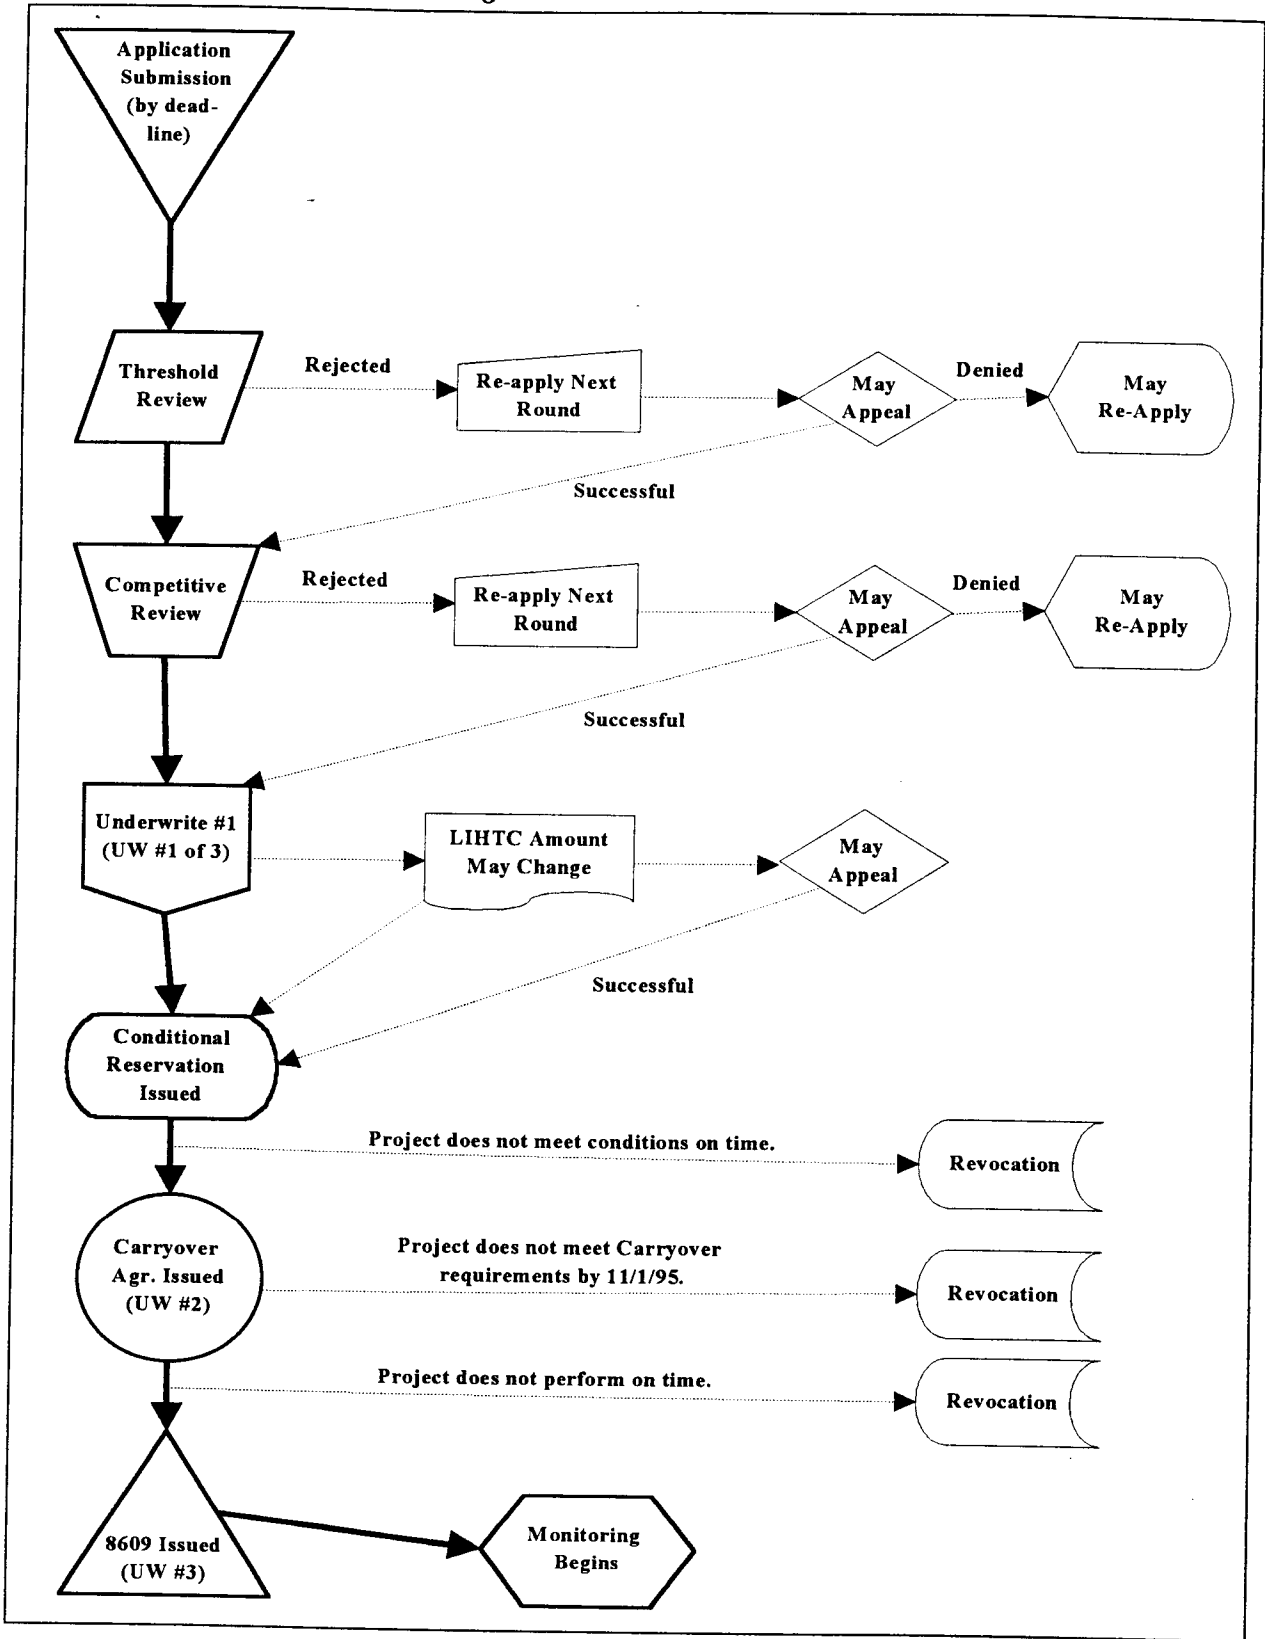 Application
Submission
(by dead-
line)
Threshold
Review
Rejected
Re-apply Next
Round
May
Appeal
Denied
May
Re-Apply
Successful
Competitive
Review
Rejected
Re-apply Next
Round
May
Appeal
Denied
May
Re-Apply
Successful
Underwrite #1
(UW #1 of 3)
LIHTC Amount
May Change
May
Appeal
Successful
Conditional
Reservation
Issued
Project does not meet conditions on time.
Revocation
Carryover
Agr. Issued
(UW #2)
Project does not meet Carryover
requirements by 11/1/95.
Revocation
Project does not perform on time.
Revocation
8609 Issued
(UW #3)
Monitoring
Begins